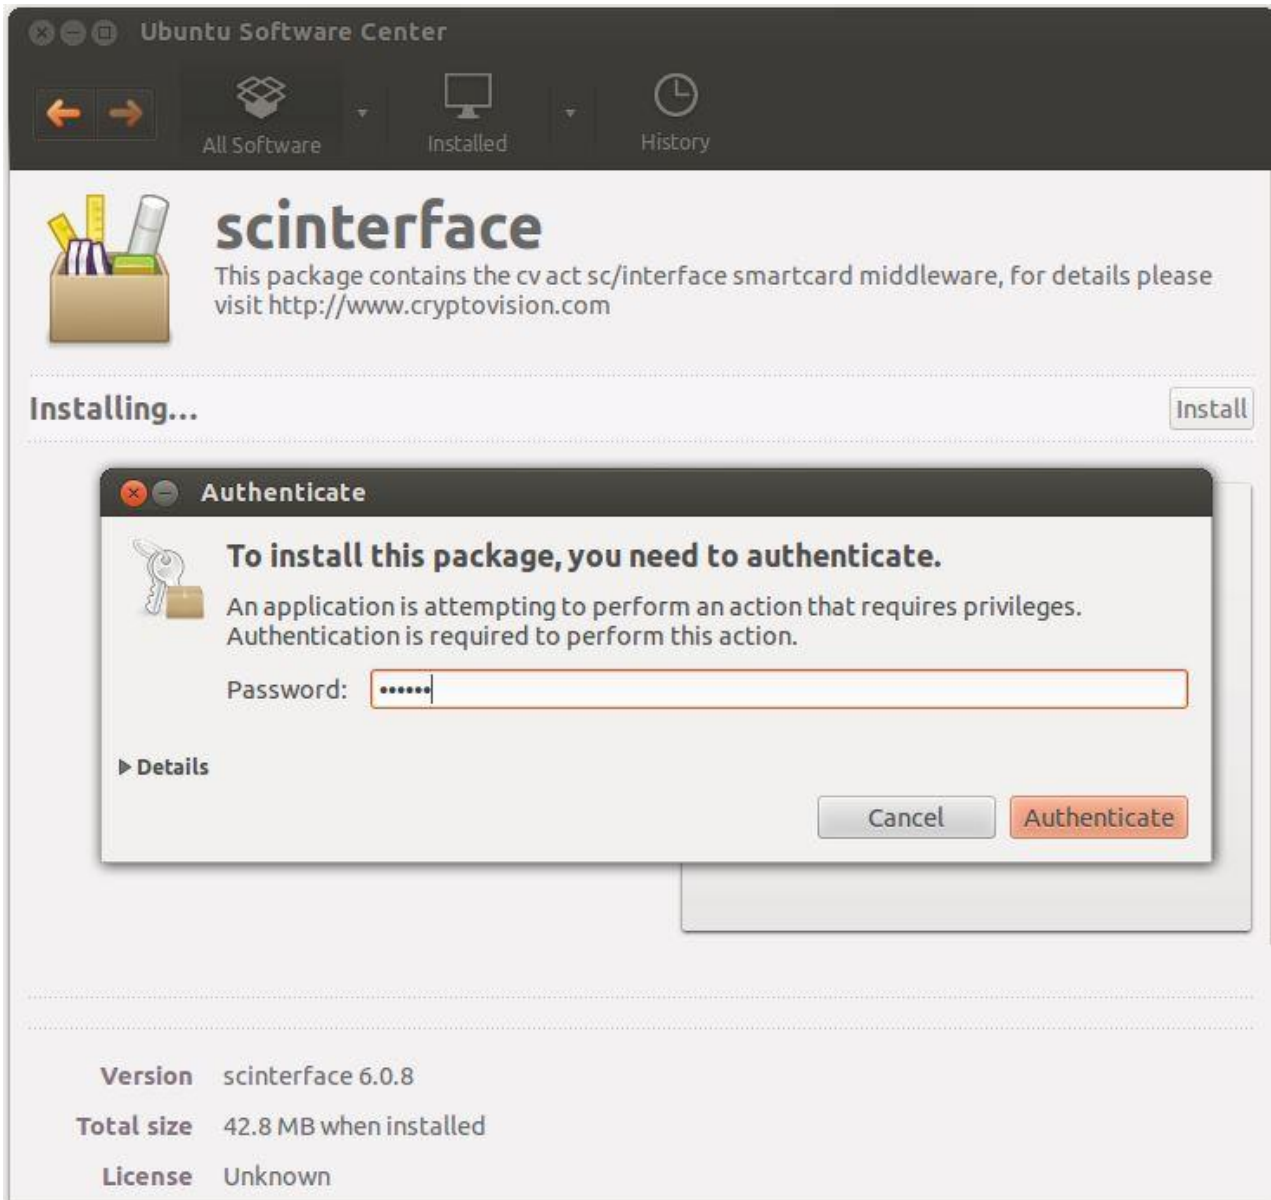 Ubuntu Software Center
All Software
Installed
History
scinterface
This package contains the cv act sc/interface smartcard middleware, for details please
visit http://www.cryptovision.com
Installing...
Install
Authenticate
To install this package, you need to authenticate.
An application is attempting to perform an action that requires privileges.
Authentication is required to perform this action.
Password: ••••••
Details
Cancel
Authenticate
Version scinterface 6.0.8
Total size 42.8 MB when installed
License Unknown